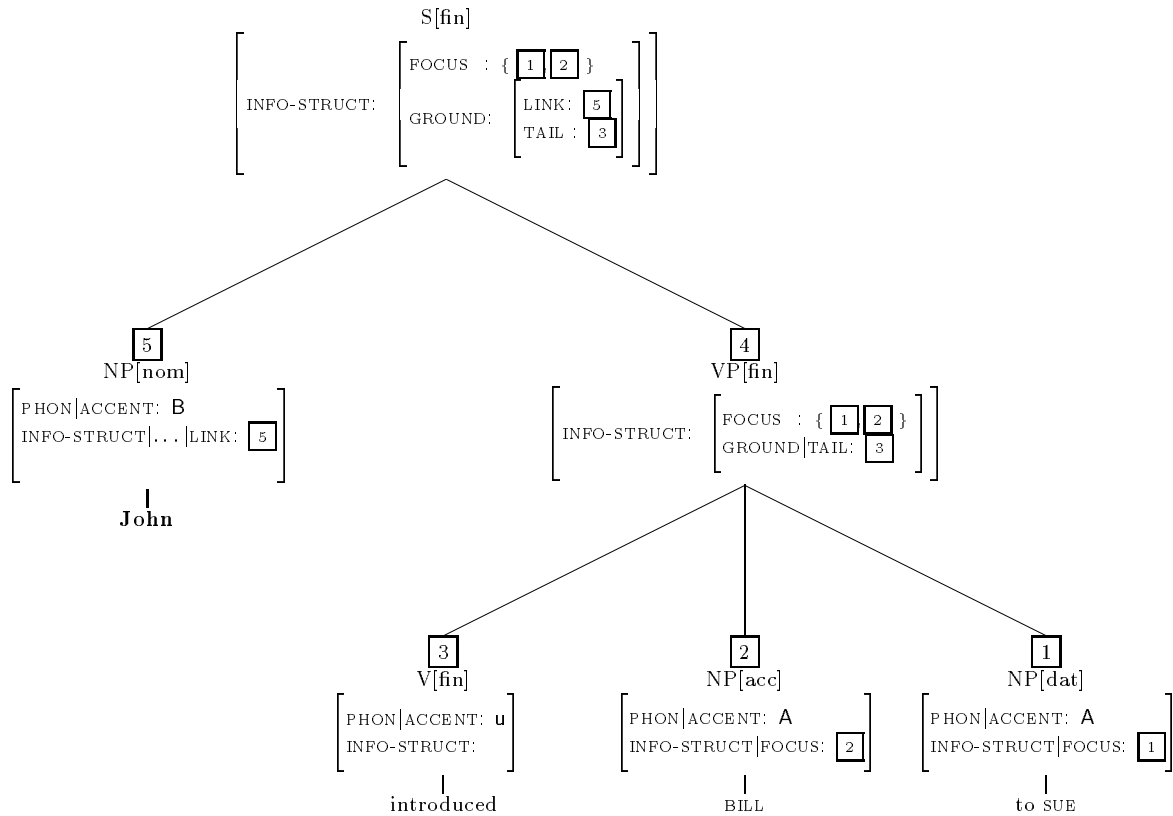 S[fin]
FOCUS : { 1, 2 }
INFO-STRUCT: GROUND: LINK: 5
TAIL : 3
5 4
NP[nom] VP[fin]
PHON|ACCENT: B
INFO-STRUCT|...|LINK: 5
FOCUS : { 1, 2 }
INFO-STRUCT: GROUND|TAIL: 3
John
3 2 1
V[fin] NP[acc] NP[dat]
PHON|ACCENT: u PHON|ACCENT: A PHON|ACCENT: A
INFO-STRUCT: INFO-STRUCT|FOCUS: 2 INFO-STRUCT|FOCUS: 1
introduced BILL to SUE